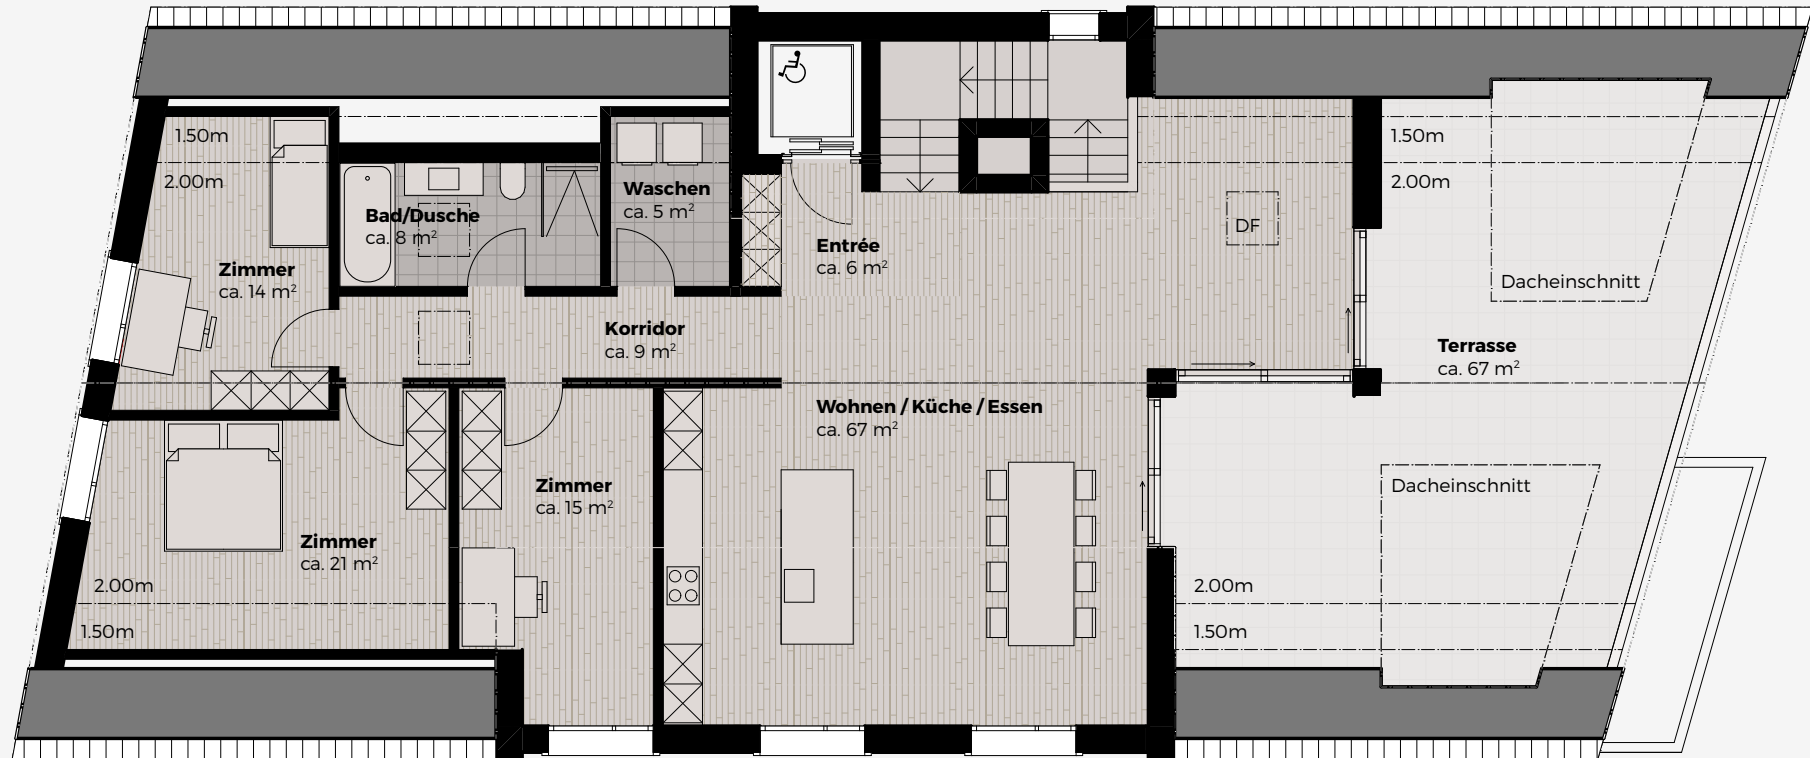 1.50m
2.00m
Zimmer
ca. 14 m²
Bad/Dusche
ca. 8 m²
Waschen
ca. 5 m²
Entrée
ca. 6 m²
DF
1.50m
2.00m
Dacheinschnitt
Korridor
ca. 9 m²
Terrasse
ca. 67 m²
Wohnen / Küche / Essen
ca. 67 m²
Zimmer
ca. 15 m²
Dacheinschnitt
Zimmer
ca. 21 m²
2.00m
1.50m
2.00m
1.50m